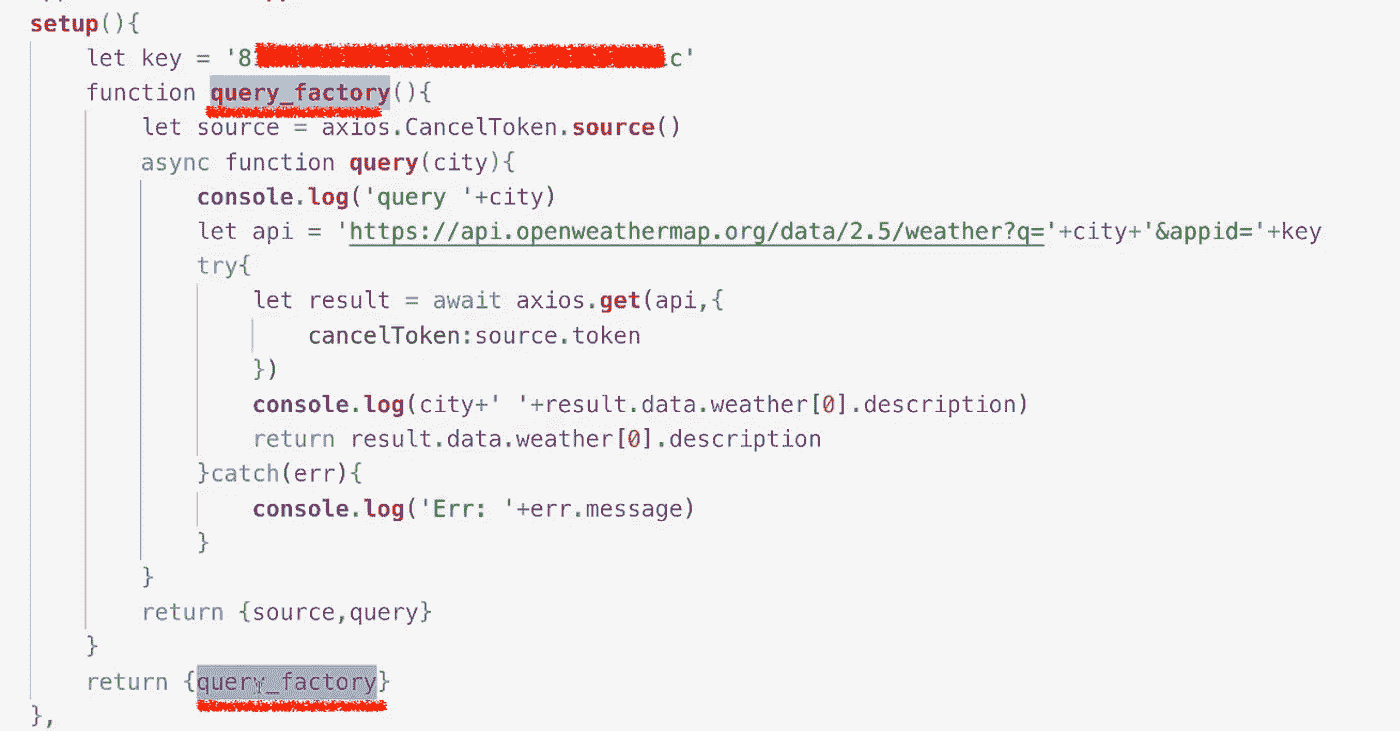 setup(){
let key = '8 c'
function query_factory(){
let source = axios.CancelToken.source()
async function query(city){
console.log('query '+city)
let api = 'https://api.openweathermap.org/data/2.5/weather?q='+city+'&appid='+key
try{
let result = await axios.get(api,{
cancelToken:source.token
})
console.log(city+' '+result.data.weather[0].description)
return result.data.weather[0].description
}catch(err){
console.log('Err: '+err.message)
}
}
return {source,query}
}
return {query_factory}
},